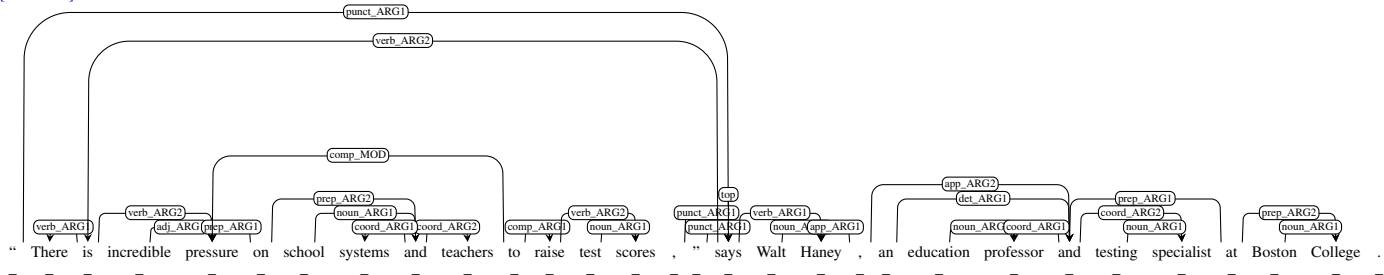 punct_ARG1
verb_ARG2
comp_MOD
top
app_ARG2
prep_ARG2 det_ARG1 prep_ARG1
verb_ARG2 noun_ARG1 verb_ARG2 punct_ARG1 verb_ARG1 coord_ARG2 prep_ARG2
verb_ARG1 adj_ARG prep_ARG1 coord_ARG1 coord_ARG2 comp_ARG1 noun_ARG1 punct_ARG1 noun_A app_ARG1 noun_ARG coord_ARG1 noun_ARG1 noun_ARG1
“ There is incredible pressure on school systems and teachers to raise test scores , ” says Walt Haney , an education professor and testing specialist at Boston College .